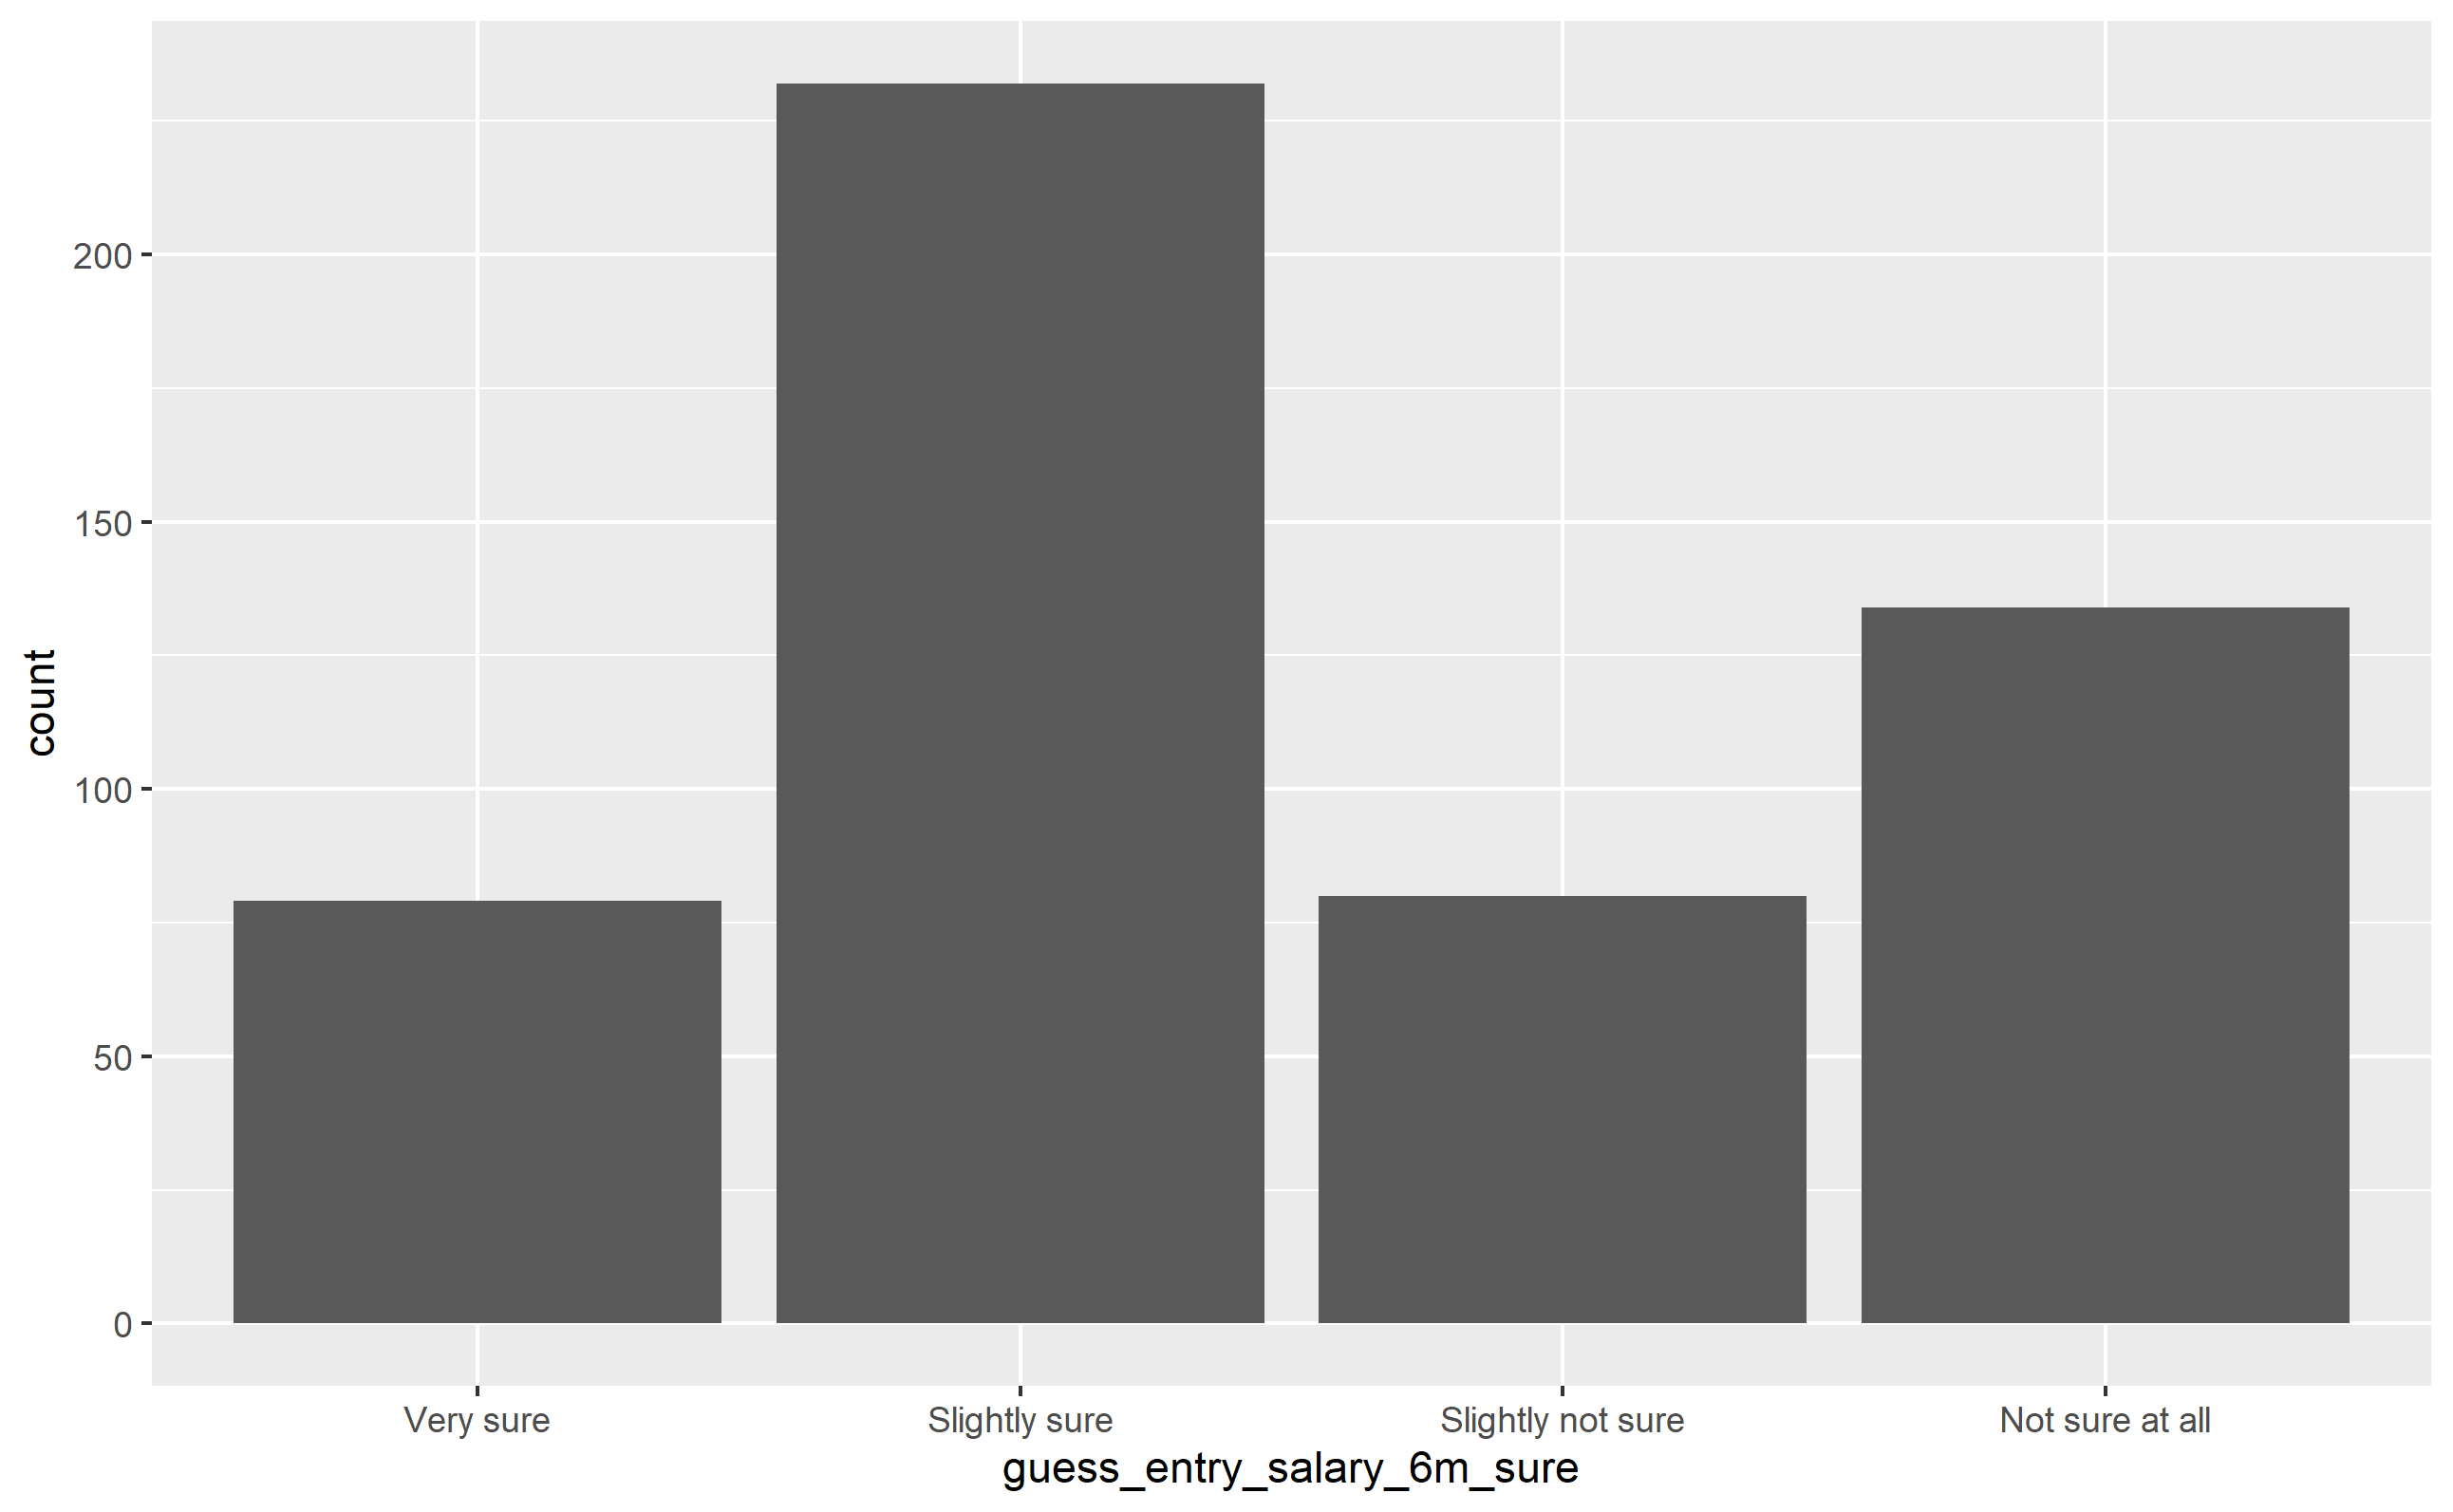 200
150
100
50
0
count
Very sure
Slightly sure
Slightly not sure
Not sure at all
guess_entry_salary_6m_sure